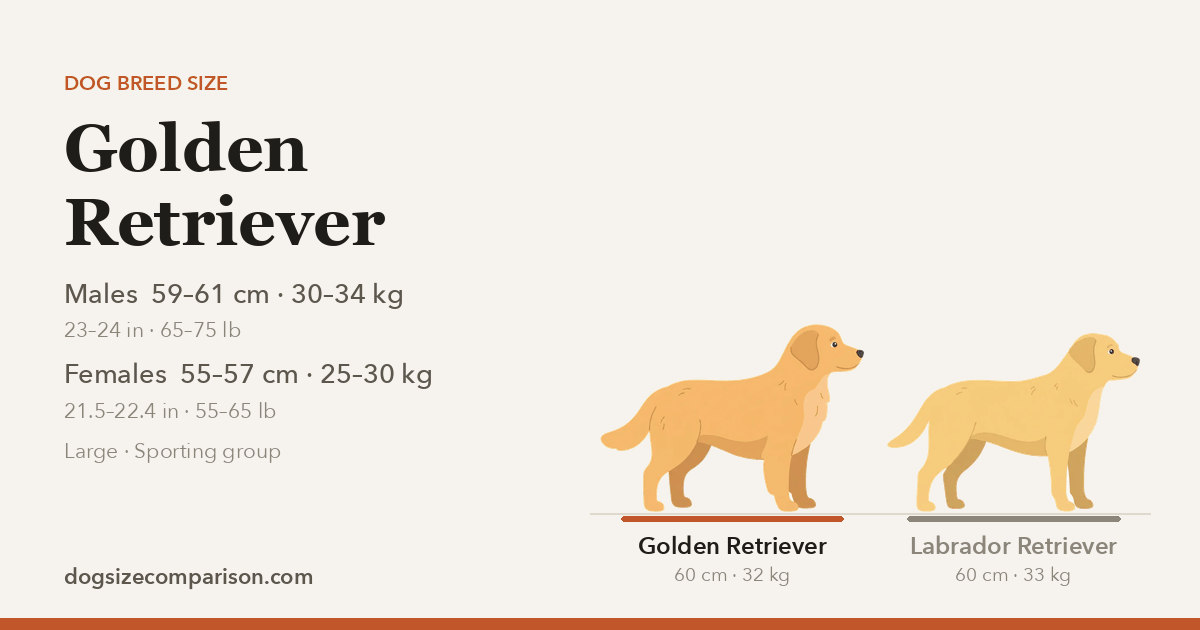 DOG BREED SIZE
Golden
Retriever
Males 59–61 cm · 30–34 kg
23–24 in · 65–75 lb
Females 55–57 cm · 25–30 kg
21.5–22.4 in · 55–65 lb
Large · Sporting group
Golden Retriever
60 cm · 32 kg
Labrador Retriever
60 cm · 33 kg
dogsizecomparison.com